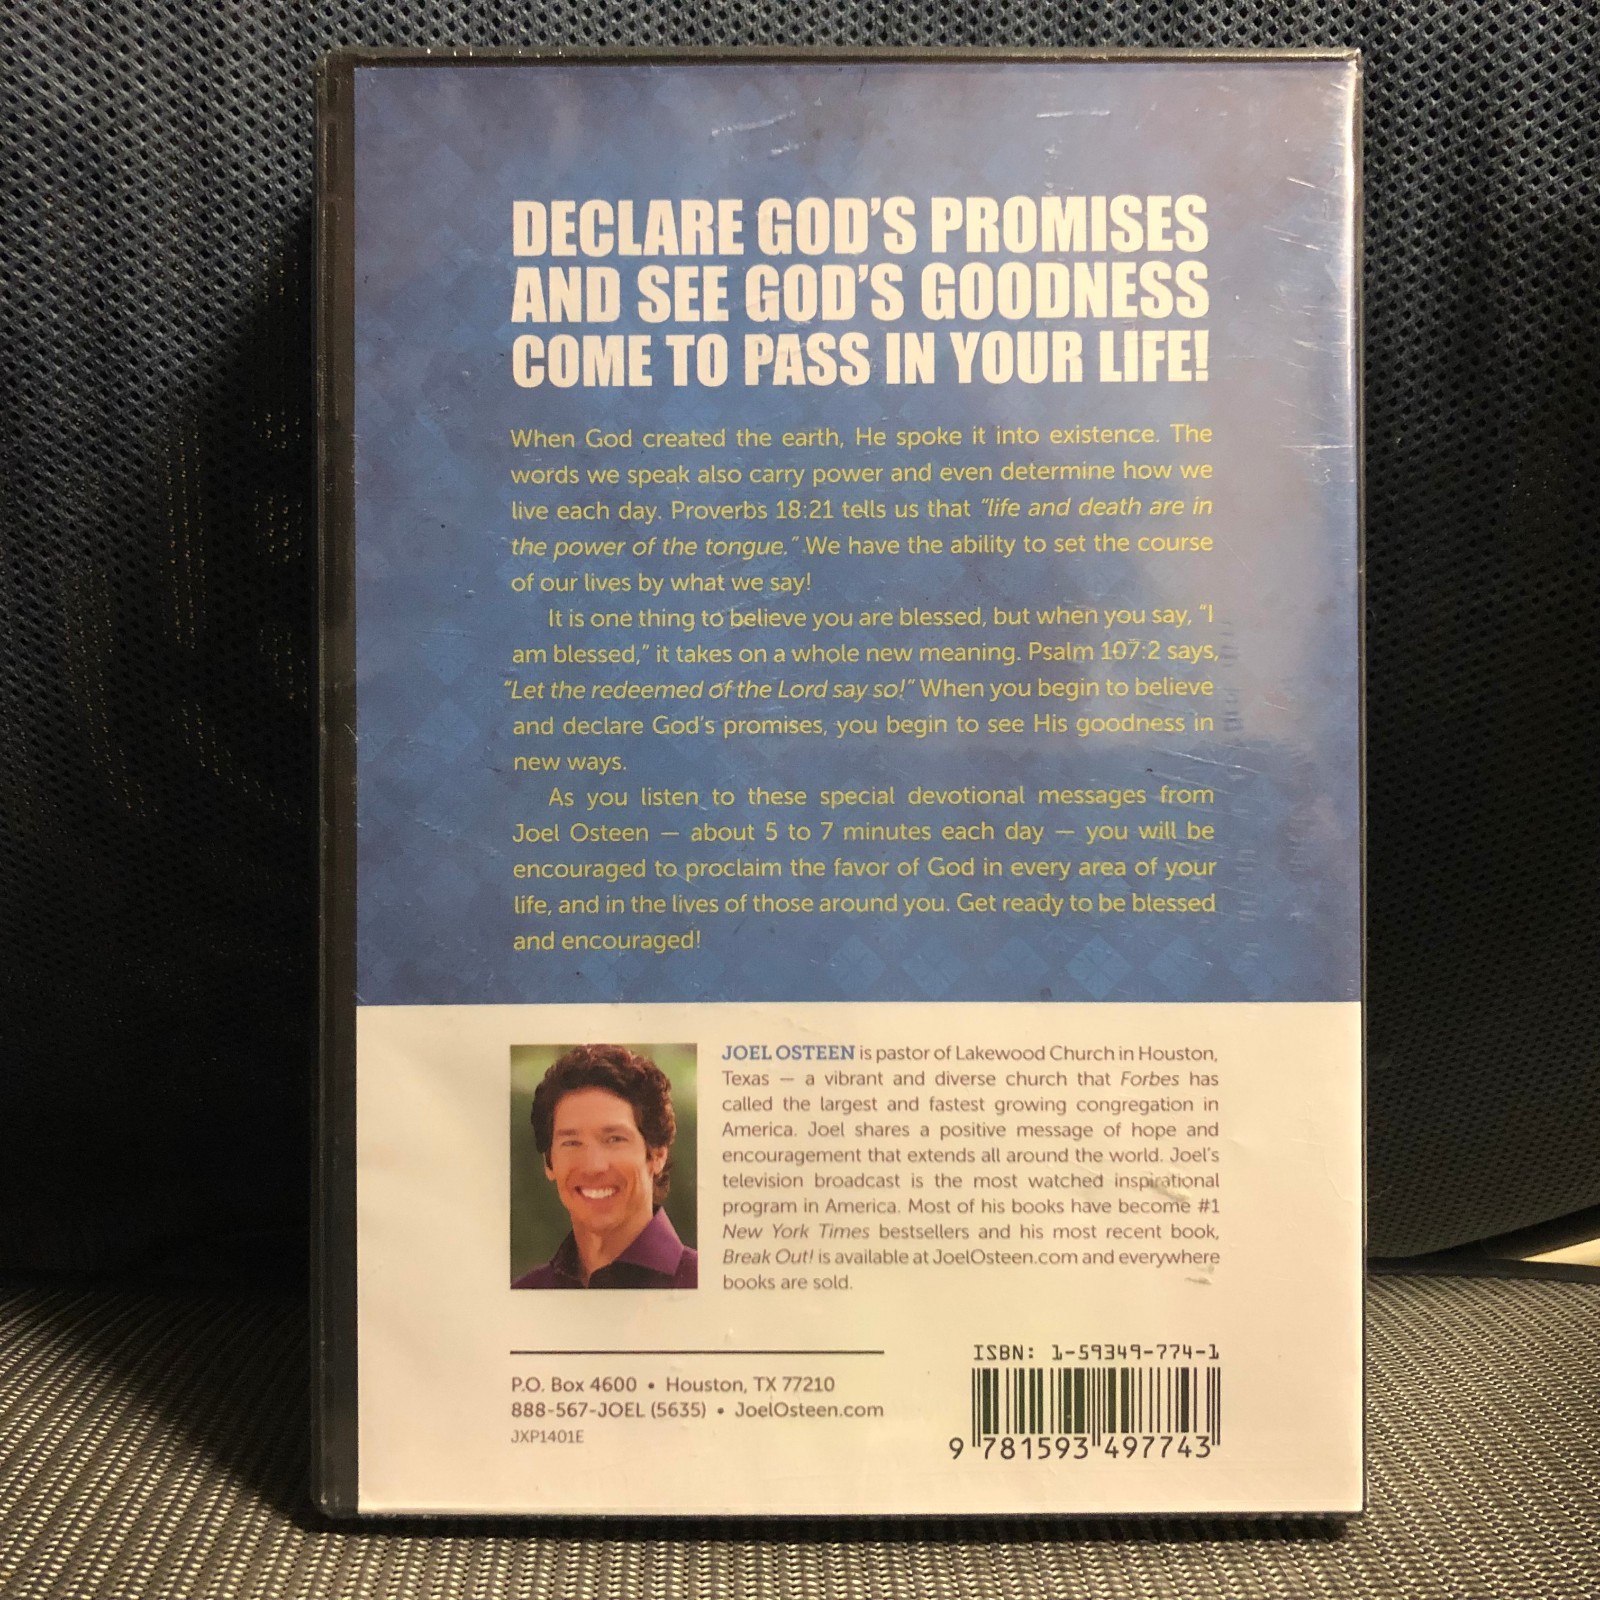 DECLARE GOD'S PROMISES
AND SEE GOD'S GOODNESS
COME TO PASS IN YOUR LIFE!
When God created the earth, He spoke it into existence. The
words we speak also carry power and even determine how we
live each day. Proverbs 18:21 tells us that "life and death are in
the power of the tongue." We have the ability to set the course
of our lives by what we say!
It is one thing to believe you are blessed, but when you say, "I
am blessed," it takes on a whole new meaning. Psalm 107:2 says,
"Let the redeemed of the Lord say so!" When you begin to believe
and declare God's promises, you begin to see His goodness in
new ways.
As you listen to these special devotional messages from
Joel Osteen — about 5 to 7 minutes each day — you will be
encouraged to proclaim the favor of God in every area of your
life, and in the lives of those around you. Get ready to be blessed
and encouraged!
JOEL OSTEEN is pastor of Lakewood Church in Houston,
Texas — a vibrant and diverse church that Forbes has
called the largest and fastest growing congregation in
America. Joel shares a positive message of hope and
encouragement that extends all around the world. Joel's
television broadcast is the most watched inspirational
program in America. Most of his books have become #1
New York Times bestsellers and his most recent book,
Break Out! is available at JoelOsteen.com and everywhere
books are sold.
P.O. Box 4600 • Houston, TX 77210
888-567-JOEL (5635) • JoelOsteen.com
JXP1401E
ISBN: 1-59349-774-1
9 781593 497743